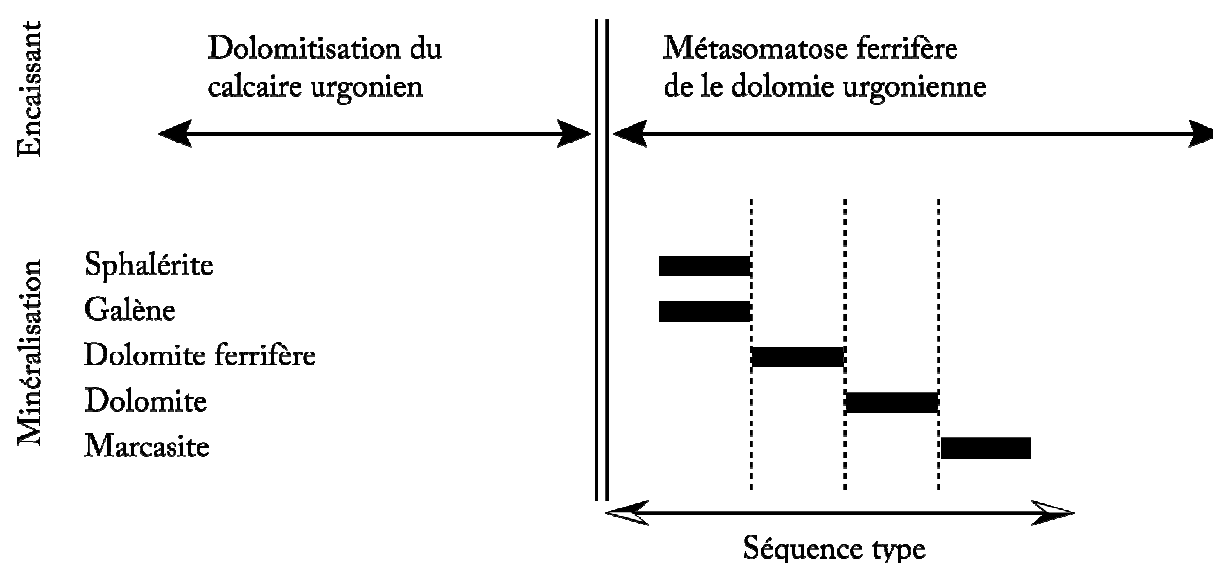 Encaissant
Dolomitisation du
calcaire urgonien
Métasomatose ferrifère
de le dolomie urgonienne
Minéralisation
Sphalérite
Galène
Dolomite ferrifère
Dolomite
Marcasite
Séquence type